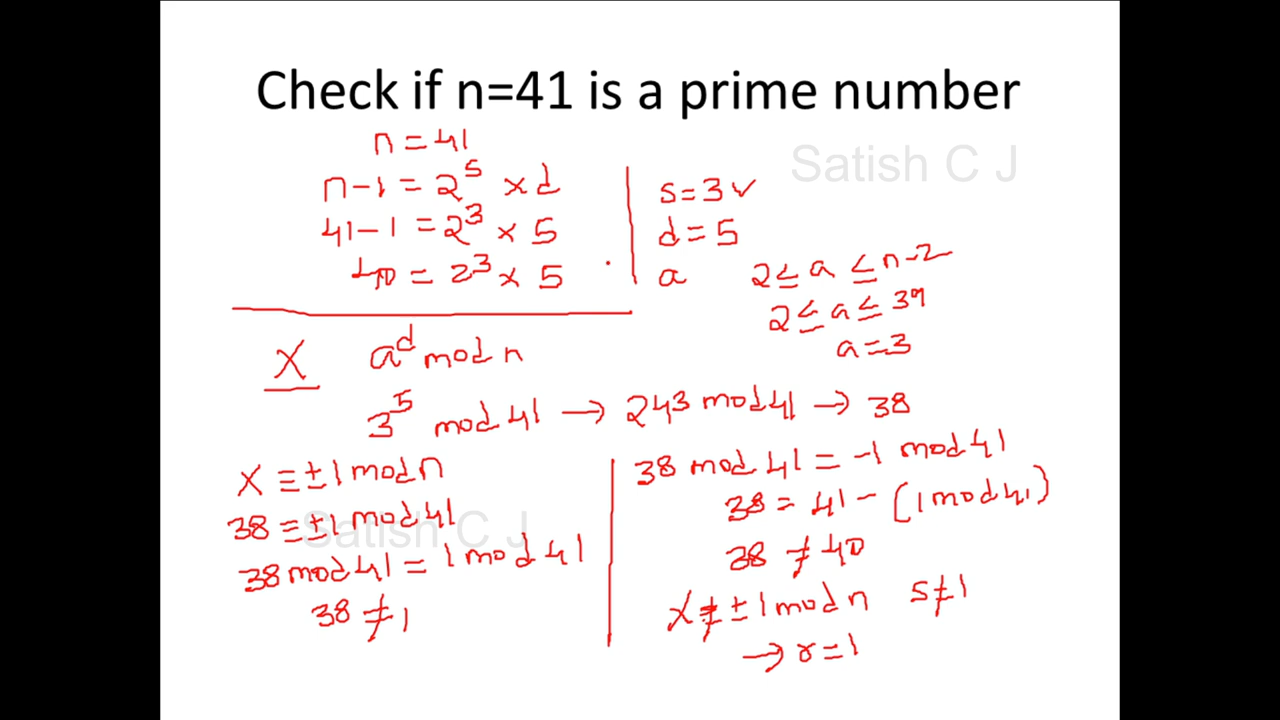 Check if n=41 is a prime number
Satish C J
n = 41
n-1 = 2^s × d
41-1 = 2^3 × 5
40 = 2^3 × 5
s = 3 ✓
d = 5
a 2 ≤ a ≤ n-2
2 ≤ a ≤ 39
a = 3
X a^d mod n
3^5 mod 41 → 243 mod 41 → 38
X ≡ ±1 mod n
38 ≡ ±1 mod 41
Satish C J
38 mod 41 = 1 mod 41
38 ≠ 1
38 mod 41 = -1 mod 41
38 = 41 - (1 mod 41)
38 ≠ 40
X ≢ ±1 mod n s ≠ 1
→ r = 1